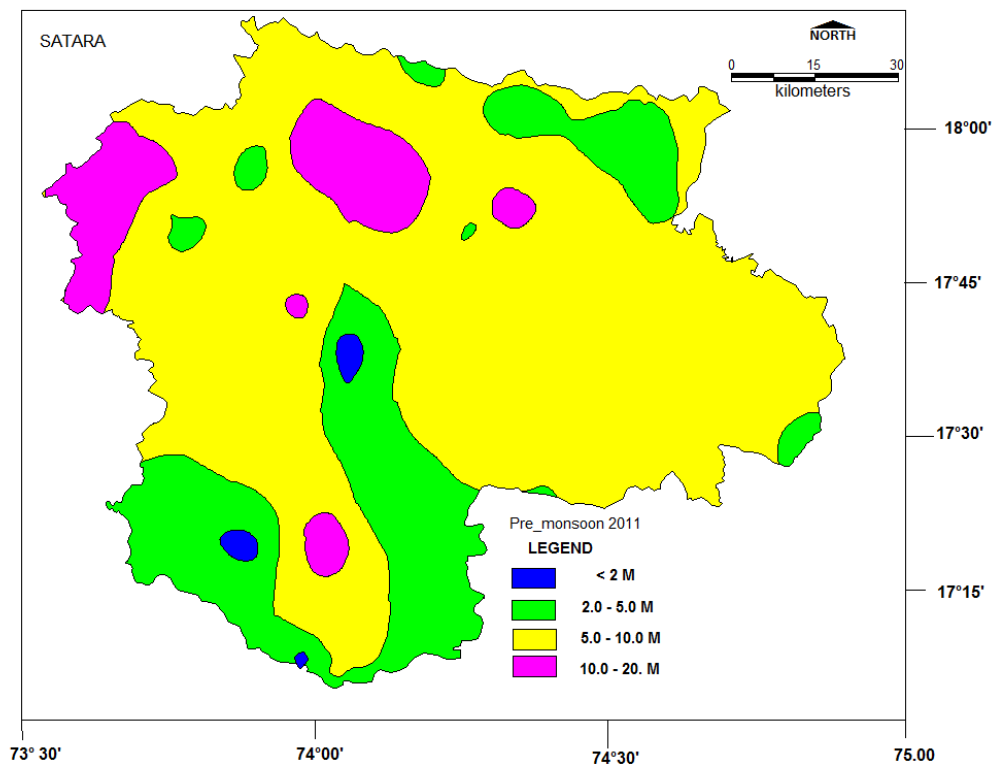 SATARA
NORTH
0 15 30
kilometers
18°00'
17°45'
17°30'
17°15'
Pre_monsoon 2011
LEGEND
< 2 M
2.0 - 5.0 M
5.0 - 10.0 M
10.0 - 20. M
73° 30' 74°00' 74°30' 75.00